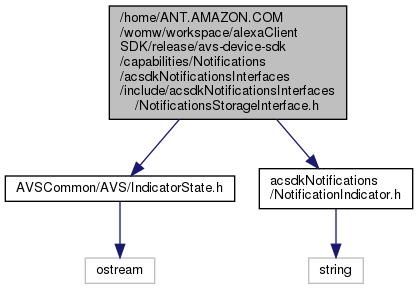 /home/ANT.AMAZON.COM
/womw/workspace/alexaClient
SDK/release/avs-device-sdk
/capabilities/Notifications
/acsdkNotificationsInterfaces
/include/acsdkNotificationsInterfaces
/NotificationsStorageInterface.h
AVSCommon/AVS/IndicatorState.h
acsdkNotifications
/NotificationIndicator.h
ostream
string